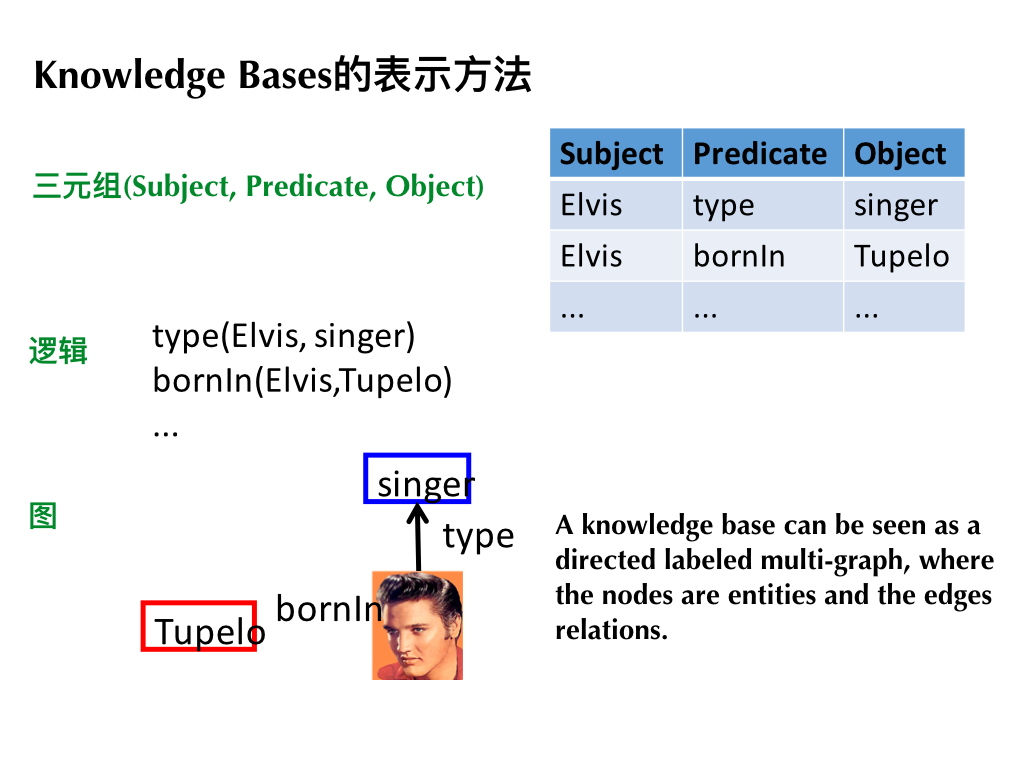 Knowledge Bases的表示方法
三元组(Subject, Predicate, Object)
Subject Predicate Object
Elvis type singer
Elvis bornIn Tupelo
... ... ...
逻辑
type(Elvis, singer)
bornIn(Elvis,Tupelo)
...
图
singer
type
bornIn
Tupelo
A knowledge base can be seen as a
directed labeled multi-graph, where
the nodes are entities and the edges
relations.